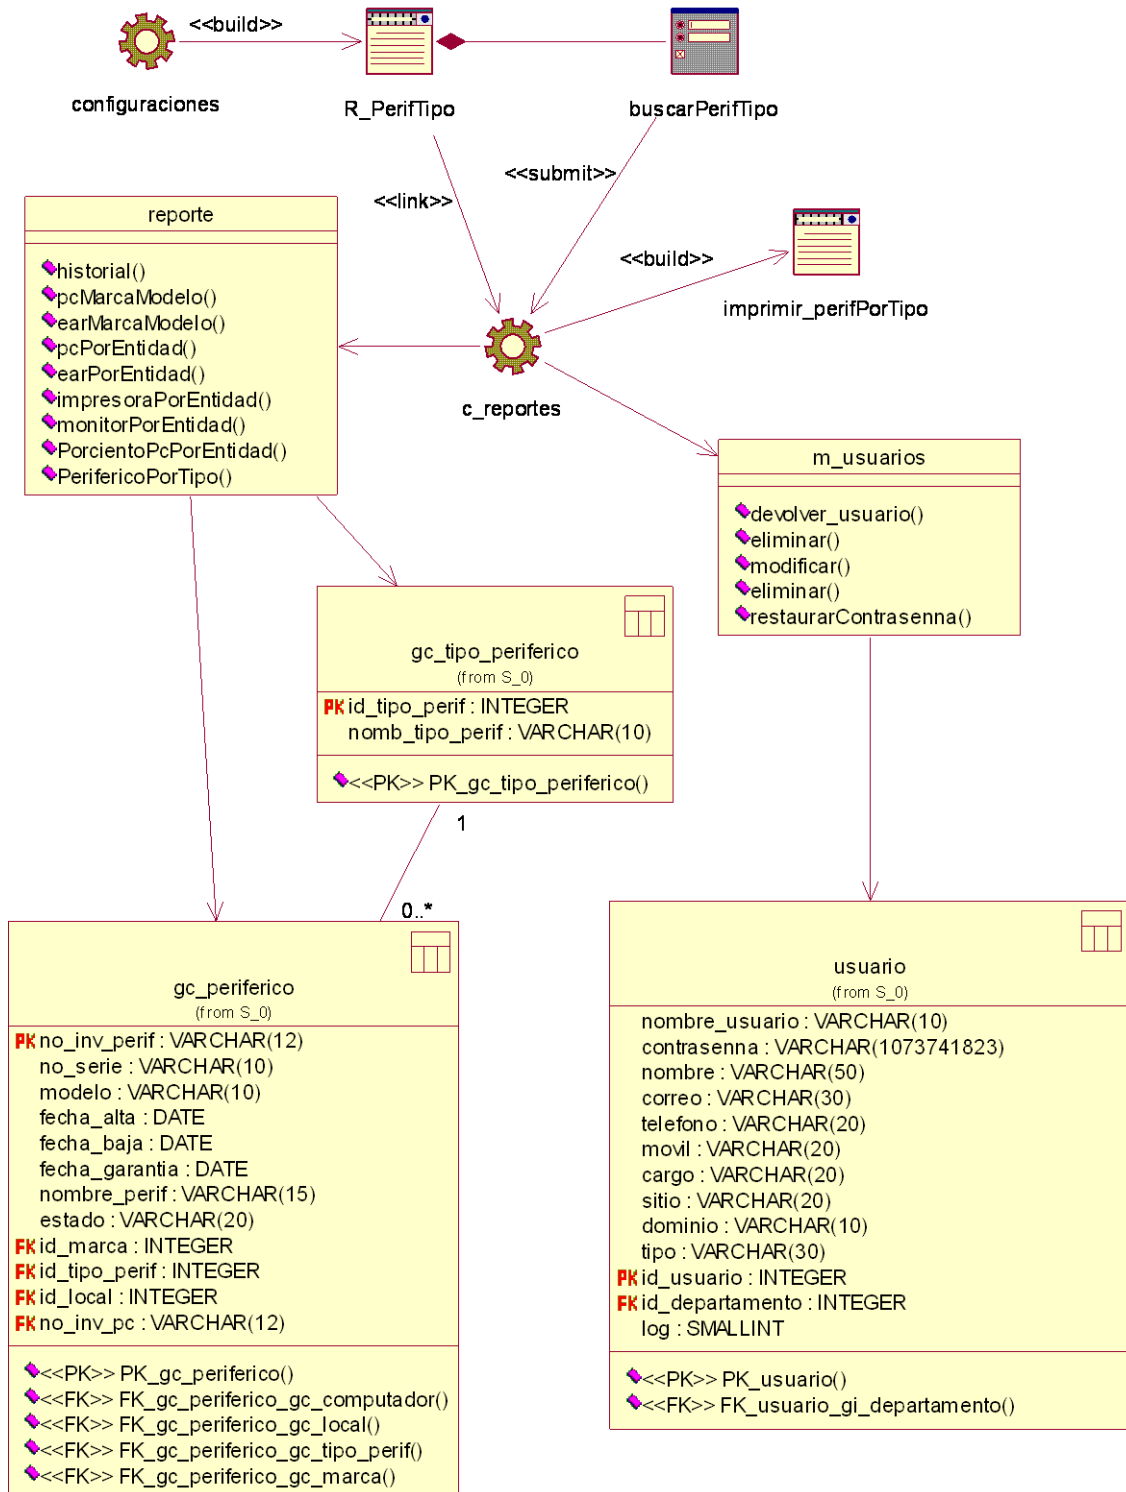 <<build>>
configuraciones
R_PerifTipo
buscarPerifTipo
<<submit>>
<<link>>
reporte
historial()
pcMarcaModelo()
earMarcaModelo()
pcPorEntidad()
earPorEntidad()
impresoraPorEntidad()
monitorPorEntidad()
PorcientoPcPorEntidad()
PerifericoPorTipo()
<<build>>
imprimir_perifPorTipo
c_reportes
m_usuarios
devolver_usuario()
eliminar()
modificar()
eliminar()
restaurarContrasenna()
gc_tipo_periferico
(from S_0)
PK id_tipo_perif : INTEGER
nomb_tipo_perif : VARCHAR(10)
<<PK>> PK_gc_tipo_periferico()
1
0..*
gc_periferico
(from S_0)
PK no_inv_perif : VARCHAR(12)
no_serie : VARCHAR(10)
modelo : VARCHAR(10)
fecha_alta : DATE
fecha_baja : DATE
fecha_garantia : DATE
nombre_perif : VARCHAR(15)
estado : VARCHAR(20)
FK id_marca : INTEGER
FK id_tipo_perif : INTEGER
FK id_local : INTEGER
FK no_inv_pc : VARCHAR(12)
<<PK>> PK_gc_periferico()
<<FK>> FK_gc_periferico_gc_computador()
<<FK>> FK_gc_periferico_gc_local()
<<FK>> FK_gc_periferico_gc_tipo_perif()
<<FK>> FK_gc_periferico_gc_marca()
usuario
(from S_0)
nombre_usuario : VARCHAR(10)
contrasenna : VARCHAR(1073741823)
nombre : VARCHAR(50)
correo : VARCHAR(30)
telefono : VARCHAR(20)
movil : VARCHAR(20)
cargo : VARCHAR(20)
sitio : VARCHAR(20)
dominio : VARCHAR(10)
tipo : VARCHAR(30)
PK id_usuario : INTEGER
FK id_departamento : INTEGER
log : SMALLINT
<<PK>> PK_usuario()
<<FK>> FK_usuario_gi_departamento()